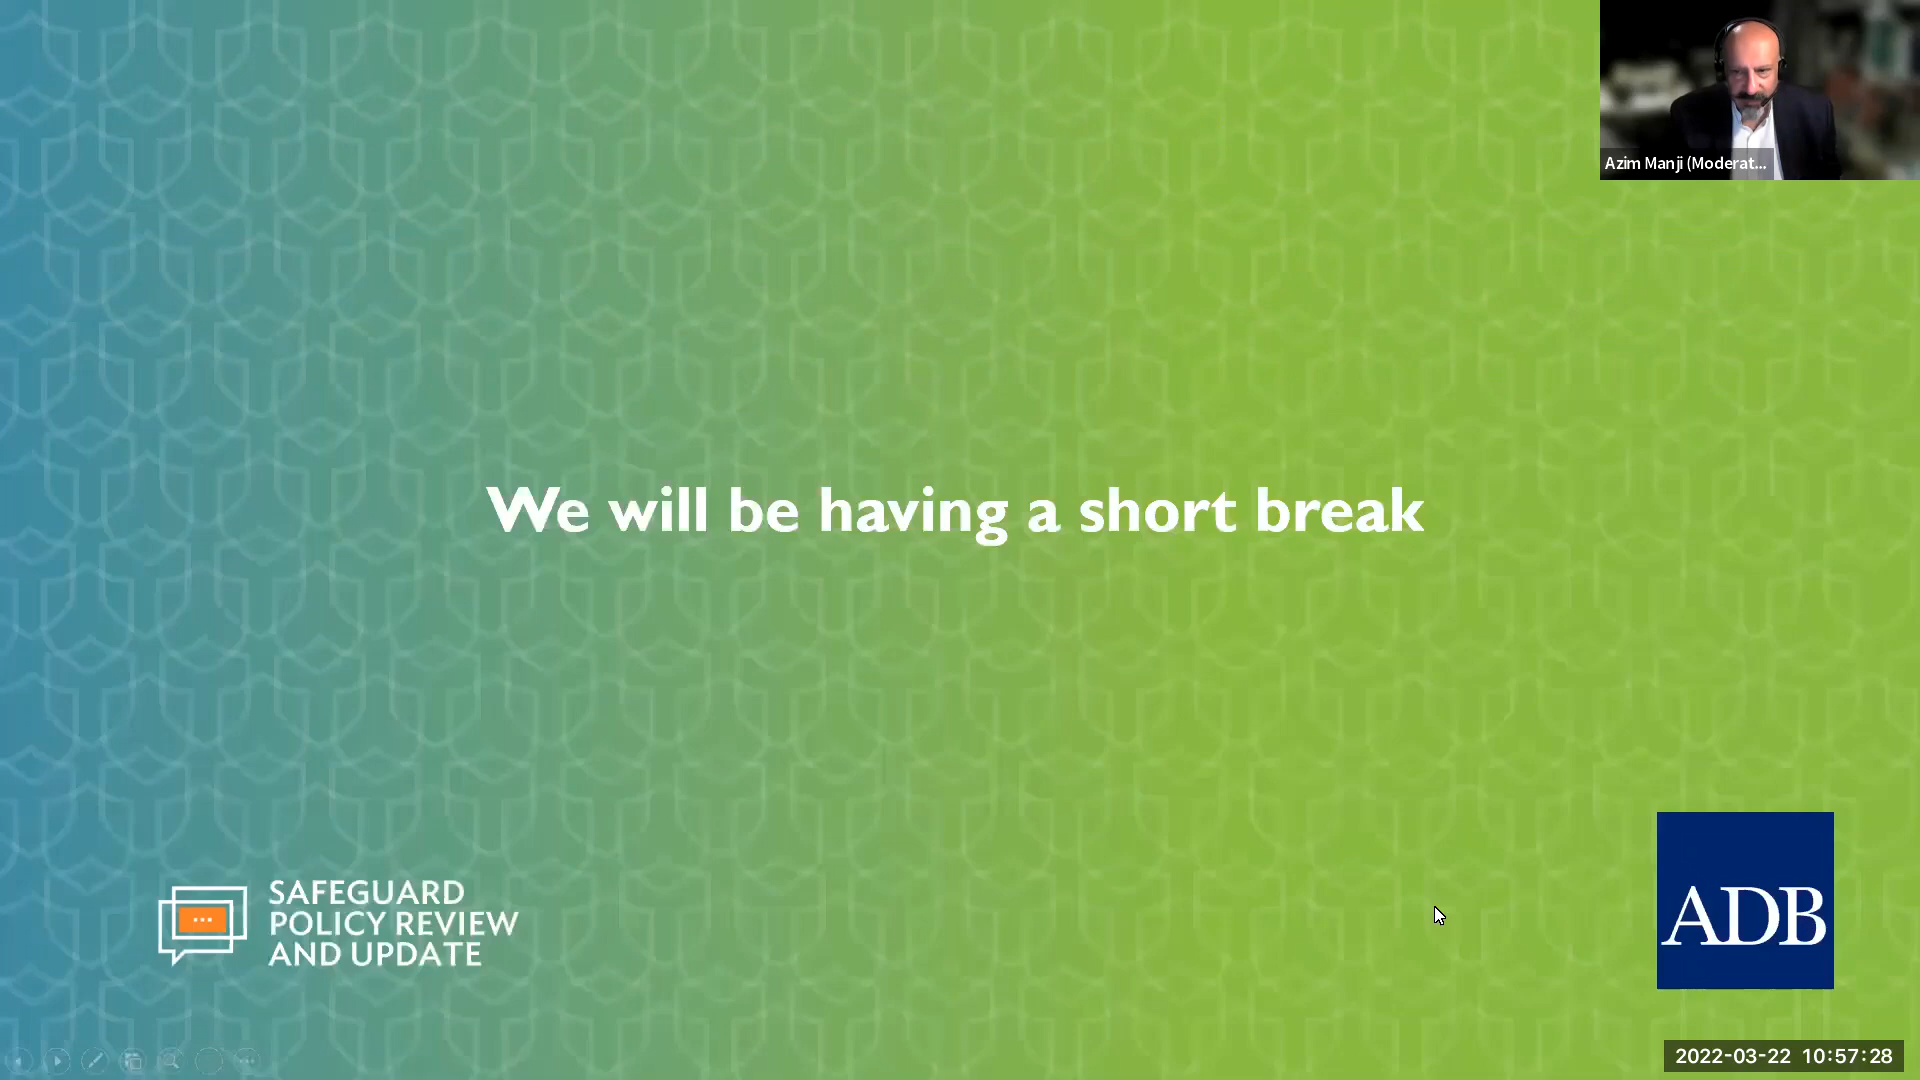 Azim Manji (Moderat...
We will be having a short break
SAFEGUARD
POLICY REVIEW
AND UPDATE
ADB
2022-03-22 10:57:28